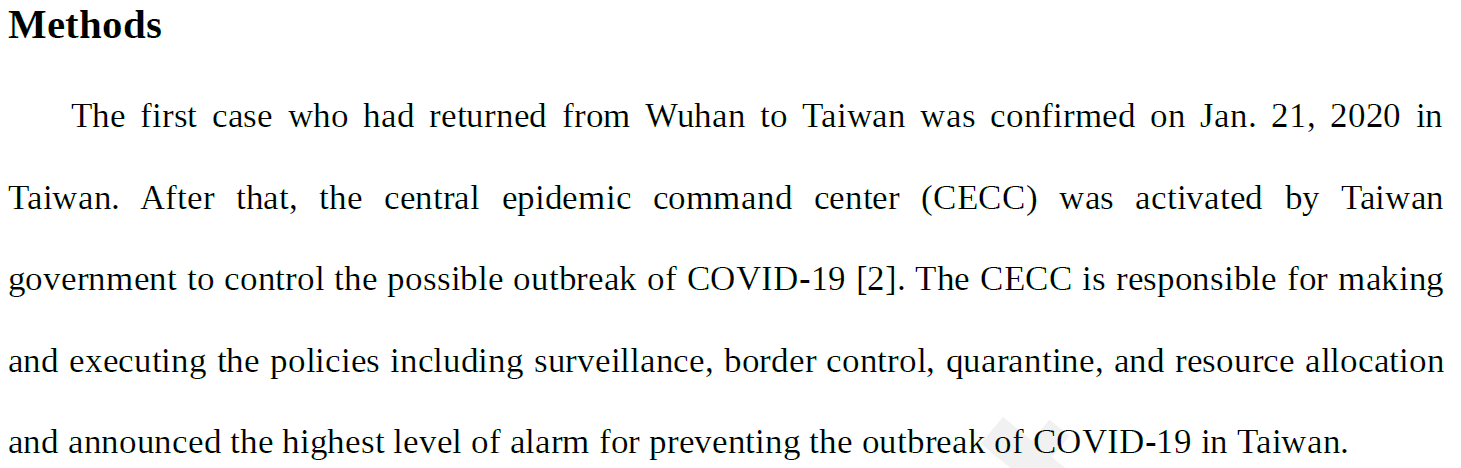 Methods
The first case who had returned from Wuhan to Taiwan was confirmed on Jan. 21, 2020 in
Taiwan. After that, the central epidemic command center (CECC) was activated by Taiwan
government to control the possible outbreak of COVID-19 [2]. The CECC is responsible for making
and executing the policies including surveillance, border control, quarantine, and resource allocation
and announced the highest level of alarm for preventing the outbreak of COVID-19 in Taiwan.